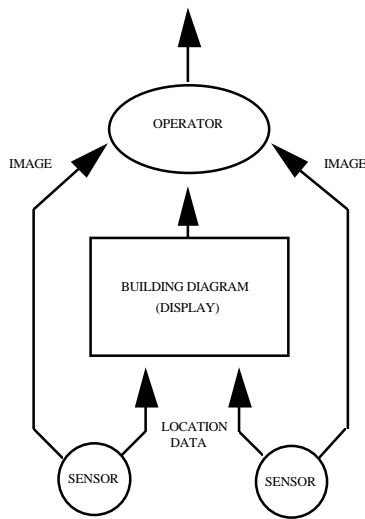 OPERATOR
IMAGE
IMAGE
BUILDING DIAGRAM
(DISPLAY)
LOCATION
DATA
SENSOR
SENSOR